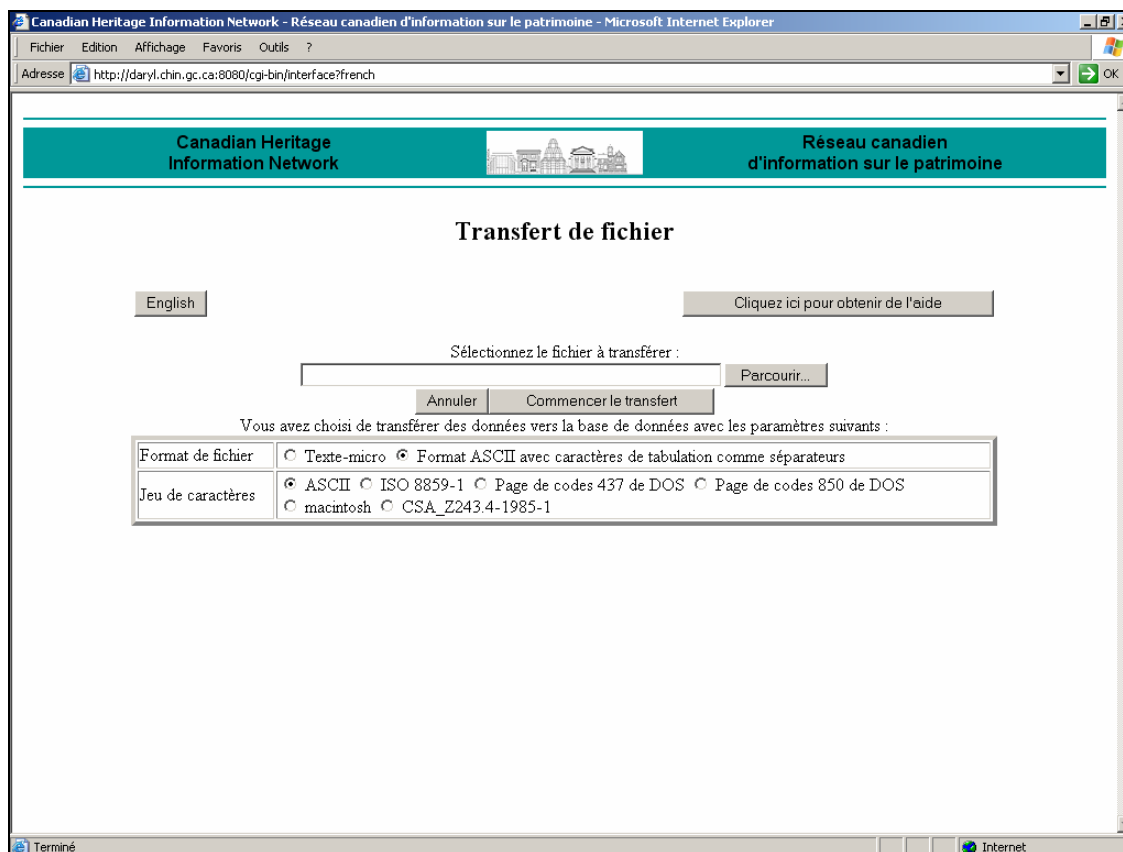 Canadian Heritage Information Network - Réseau canadien d'information sur le patrimoine - Microsoft Internet Explorer
Fichier Edition Affichage Favoris Outils ?
Adresse http://daryl.chin.gc.ca:8080/cgi-bin/interface?french OK
Canadian Heritage
Information Network
Réseau canadien
d'information sur le patrimoine
Transfert de fichier
English Cliquez ici pour obtenir de l'aide
Sélectionnez le fichier à transférer :
Parcourir...
Annuler Commencer le transfert
Vous avez choisi de transférer des données vers la base de données avec les paramètres suivants :
Format de fichier Texte-micro Format ASCII avec caractères de tabulation comme séparateurs
Jeu de caractères ASCII ISO 8859-1 Page de codes 437 de DOS Page de codes 850 de DOS
macintosh CSA_Z243.4-1985-1
Terminé Internet